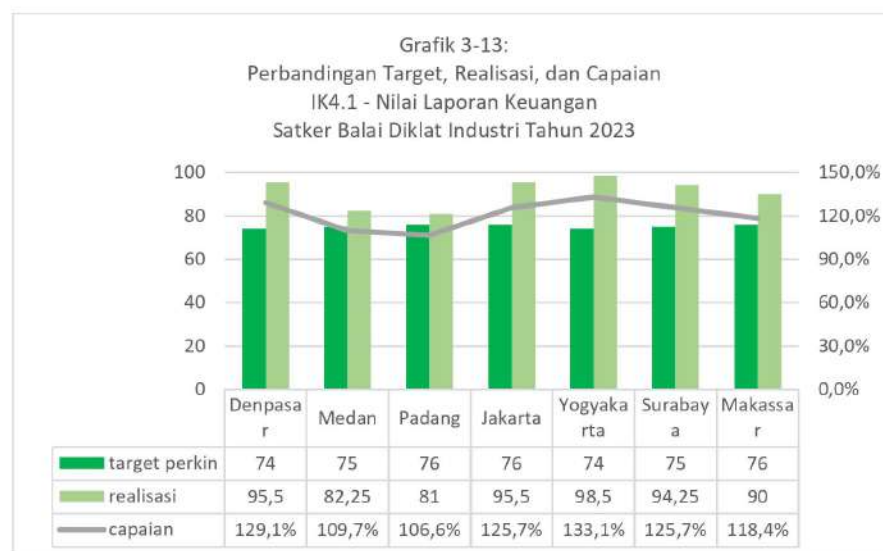 Grafik 3-13:
Perbandingan Target, Realisasi, dan Capaian
IK4.1 - Nilai Laporan Keuangan
Satker Balai Diklat Industri Tahun 2023
100 150,0%
80 120,0%
60 90,0%
40 60,0%
20 30,0%
0 0,0%
Denpasa Medan Padang Jakarta Yogyaka Surabay Makassa
r rta a r
target perkin 74 75 76 76 74 75 76
realisasi 95,5 82,25 81 95,5 98,5 94,25 90
capaian 129,1% 109,7% 106,6% 125,7% 133,1% 125,7% 118,4%